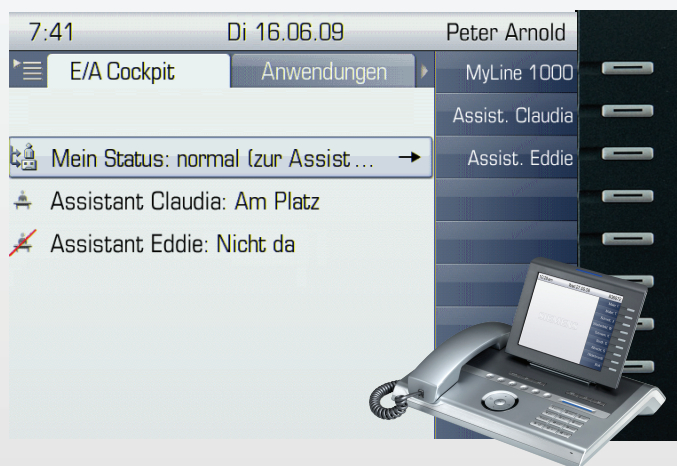 7:41 Di 16.06.09 Peter Arnold
E/A Cockpit Anwendungen MyLine 1000
Assist. Claudia
Mein Status: normal (zur Assist... Assist. Eddie
Assistant Claudia: Am Platz
Assistant Eddie: Nicht da